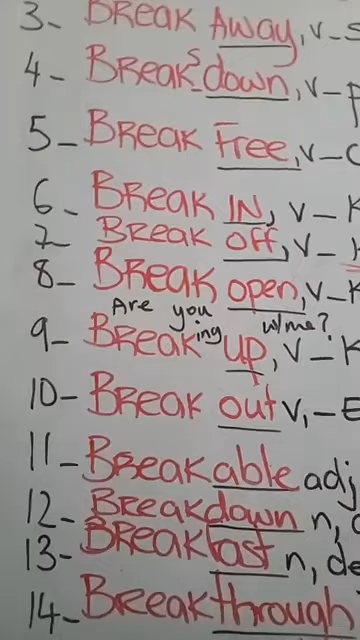 3- BREAK AWAY, v-s
4- BREAKs down, v-p
5- BREAK FREE, v-c
6- BREAK IN, v-K
7- BREAK OFF, v-
8- BREAK open, v-K
Are you w/me?
9- BREAKing up, v-K
10- BREAK out v,-E
11- BREAKable adj
12- BREAKdown n,
13- BREAKfast n, de
14- BREAKthrough